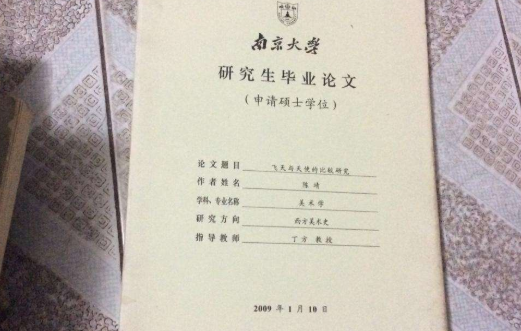 南京大学
研究生毕业论文
（申请硕士学位）
论文题目 飞天与天使的比较研究
作者姓名 陈靖
学科、专业名称 美术学
研究方向 西方美术史
指导教师 丁方 教授
2009 年 1 月 10 日